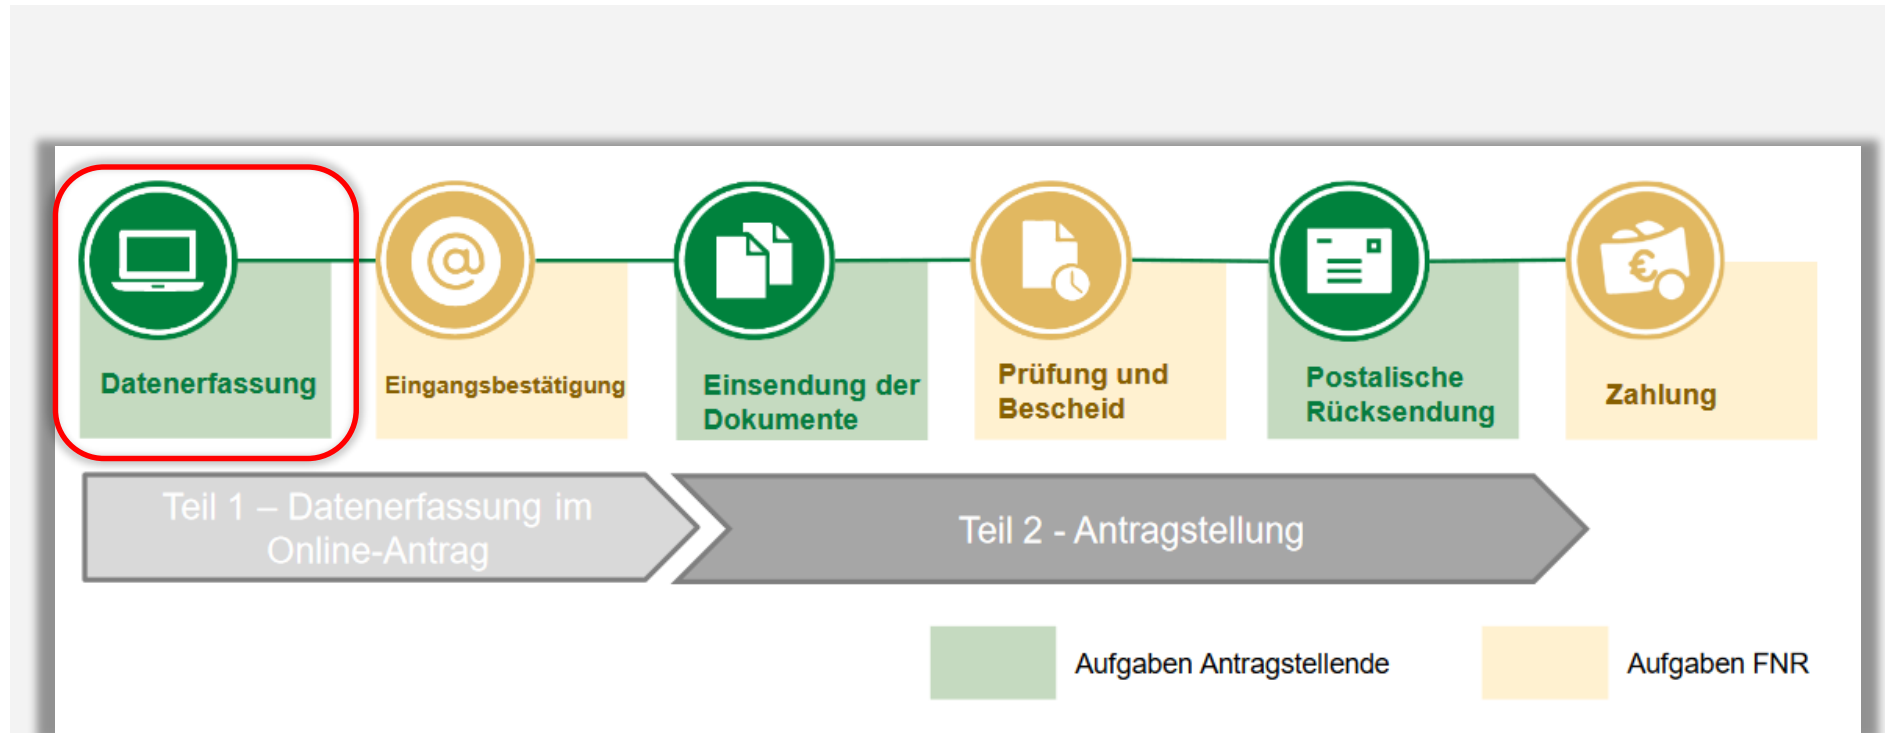 Datenerfassung
Eingangsbestätigung
Einsendung der
Dokumente
Prüfung und
Bescheid
Postalische
Rücksendung
Zahlung
Teil 1 – Datenerfassung im
Online-Antrag
Teil 2 - Antragstellung
Aufgaben Antragstellende
Aufgaben FNR